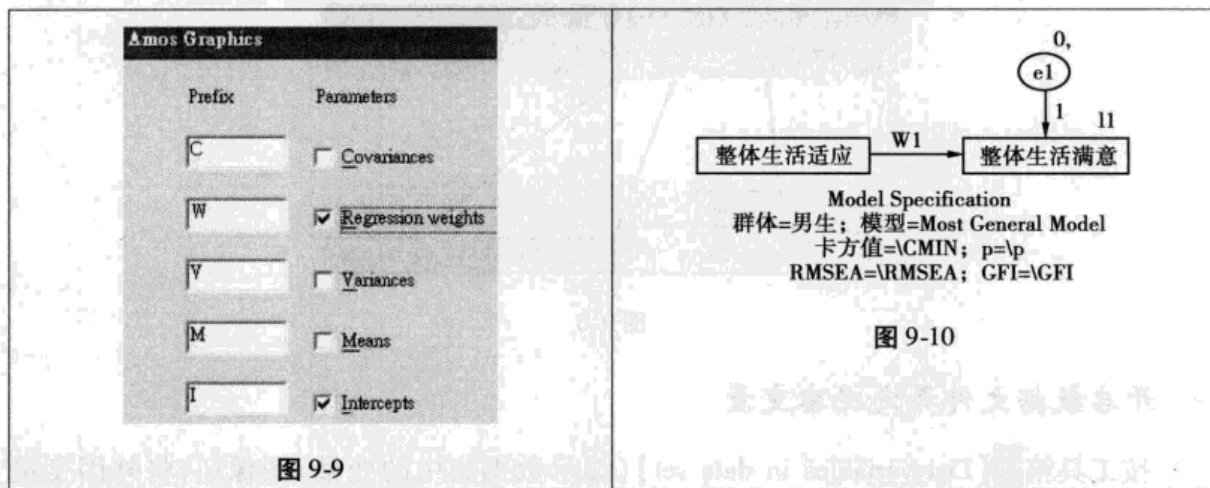 Amos Graphics
Prefix Parameters
C Covariances
W Regression weights
V Variances
M Means
I Intercepts
图 9-9
0,
e1
1
I1
整体生活适应 W1 整体生活满意
Model Specification
群体=男生；模型=Most General Model
卡方值=\CMIN；p=\p
RMSEA=\RMSEA；GFI=\GFI
图 9-10